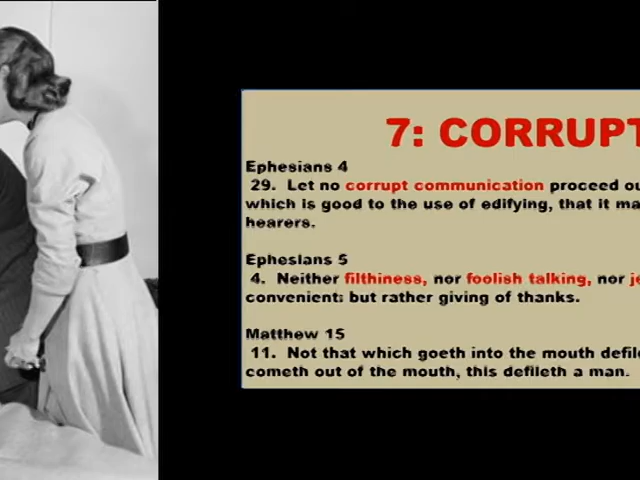 7: CORRUPT
Ephesians 4
29. Let no corrupt communication proceed ou
which is good to the use of edifying, that it ma
hearers.
Ephesians 5
4. Neither filthiness, nor foolish talking, nor je
convenient: but rather giving of thanks.
Matthew 15
11. Not that which goeth into the mouth defile
cometh out of the mouth, this defileth a man.